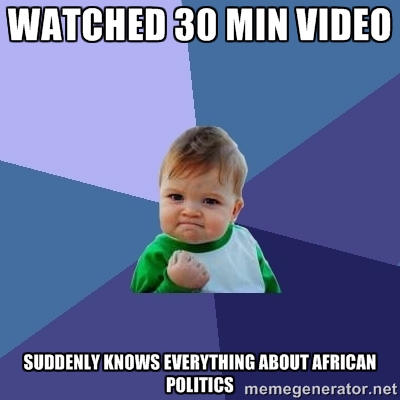 WATCHED 30 MIN VIDEO
SUDDENLY KNOWS EVERYTHING ABOUT AFRICAN
POLITICS
memegenerator.net